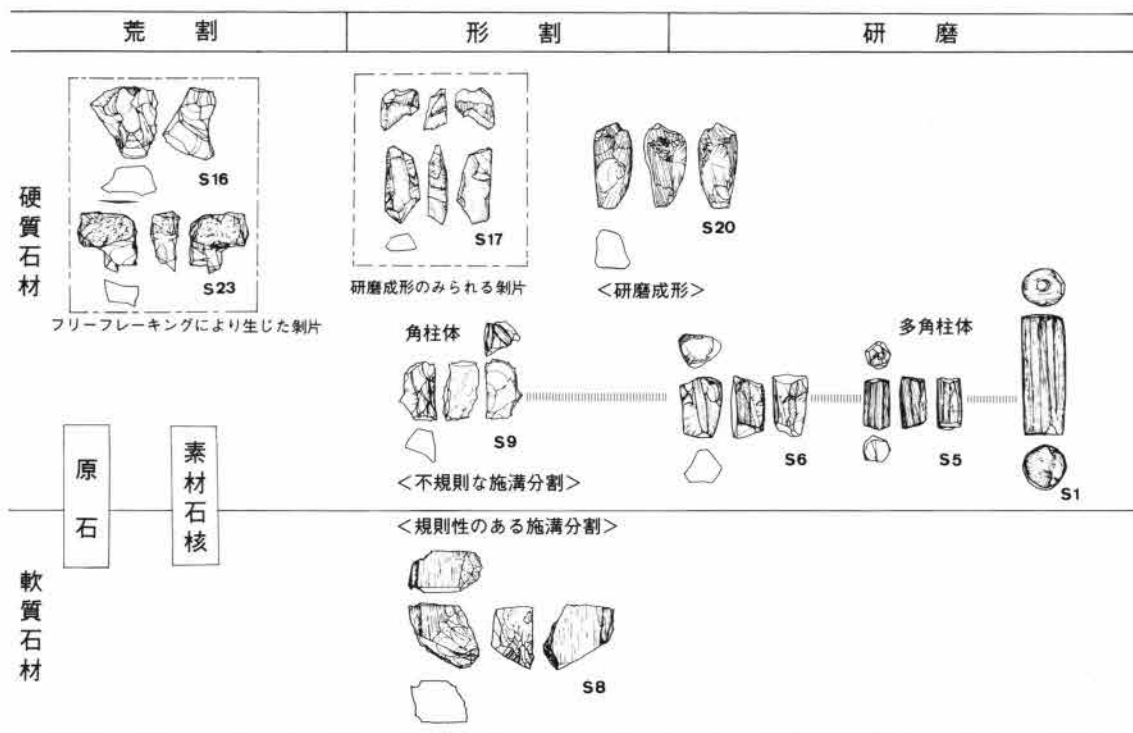 荒割
形割
研磨
硬質石材
S16
S23
フリーフレーキングにより生じた剝片
S17
研磨成形のみられる剝片
S20
<研磨成形>
角柱体
S9
<不規則な施溝分割>
S6
多角柱体
S5
S1
原石
素材石核
軟質石材
<規則性のある施溝分割>
S8